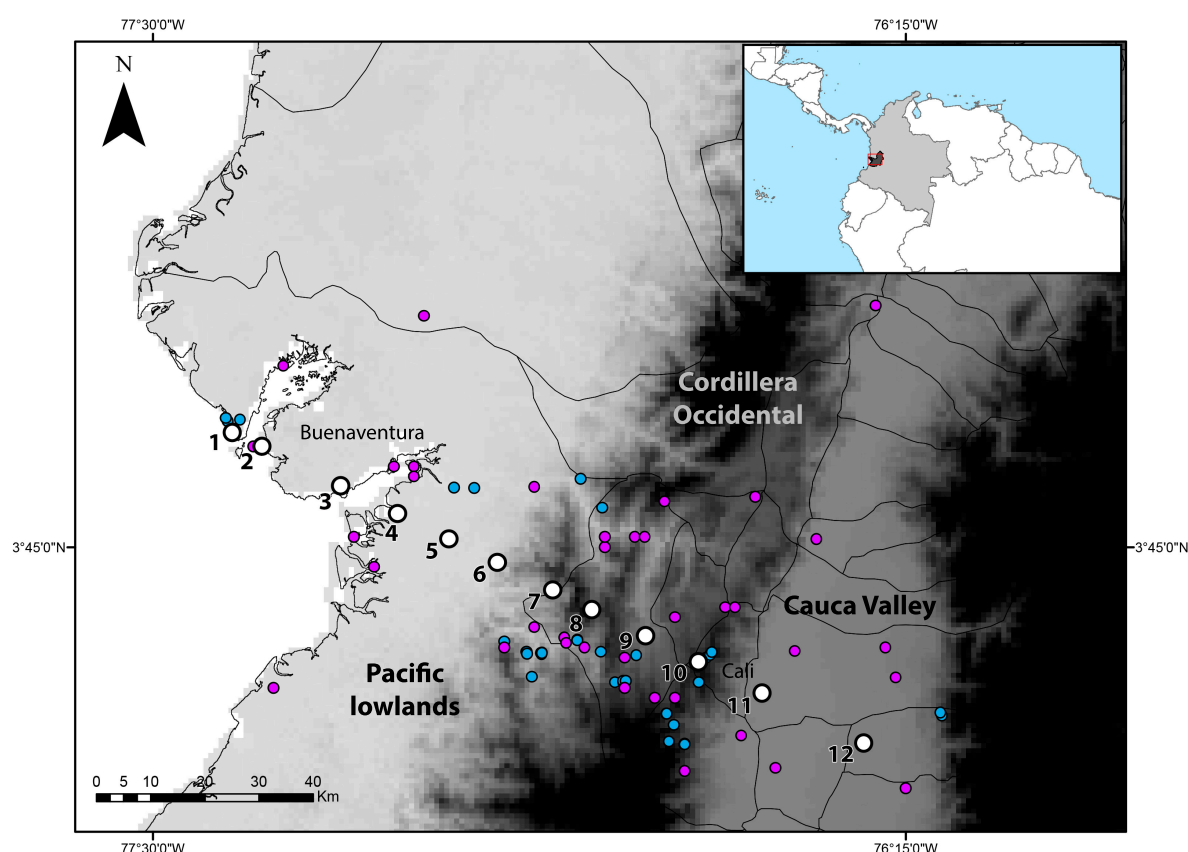 77°30'0"W
76°15'0"W
N
Cordillera
Occidental
Buenaventura
1
2
3
4
5
6
3°45'0"N
3°45'0"N
7
8
9
Cauca Valley
10
Cali
11
12
Pacific
lowlands
0 5 10 20 30 40
Km
77°30'0"W
76°15'0"W